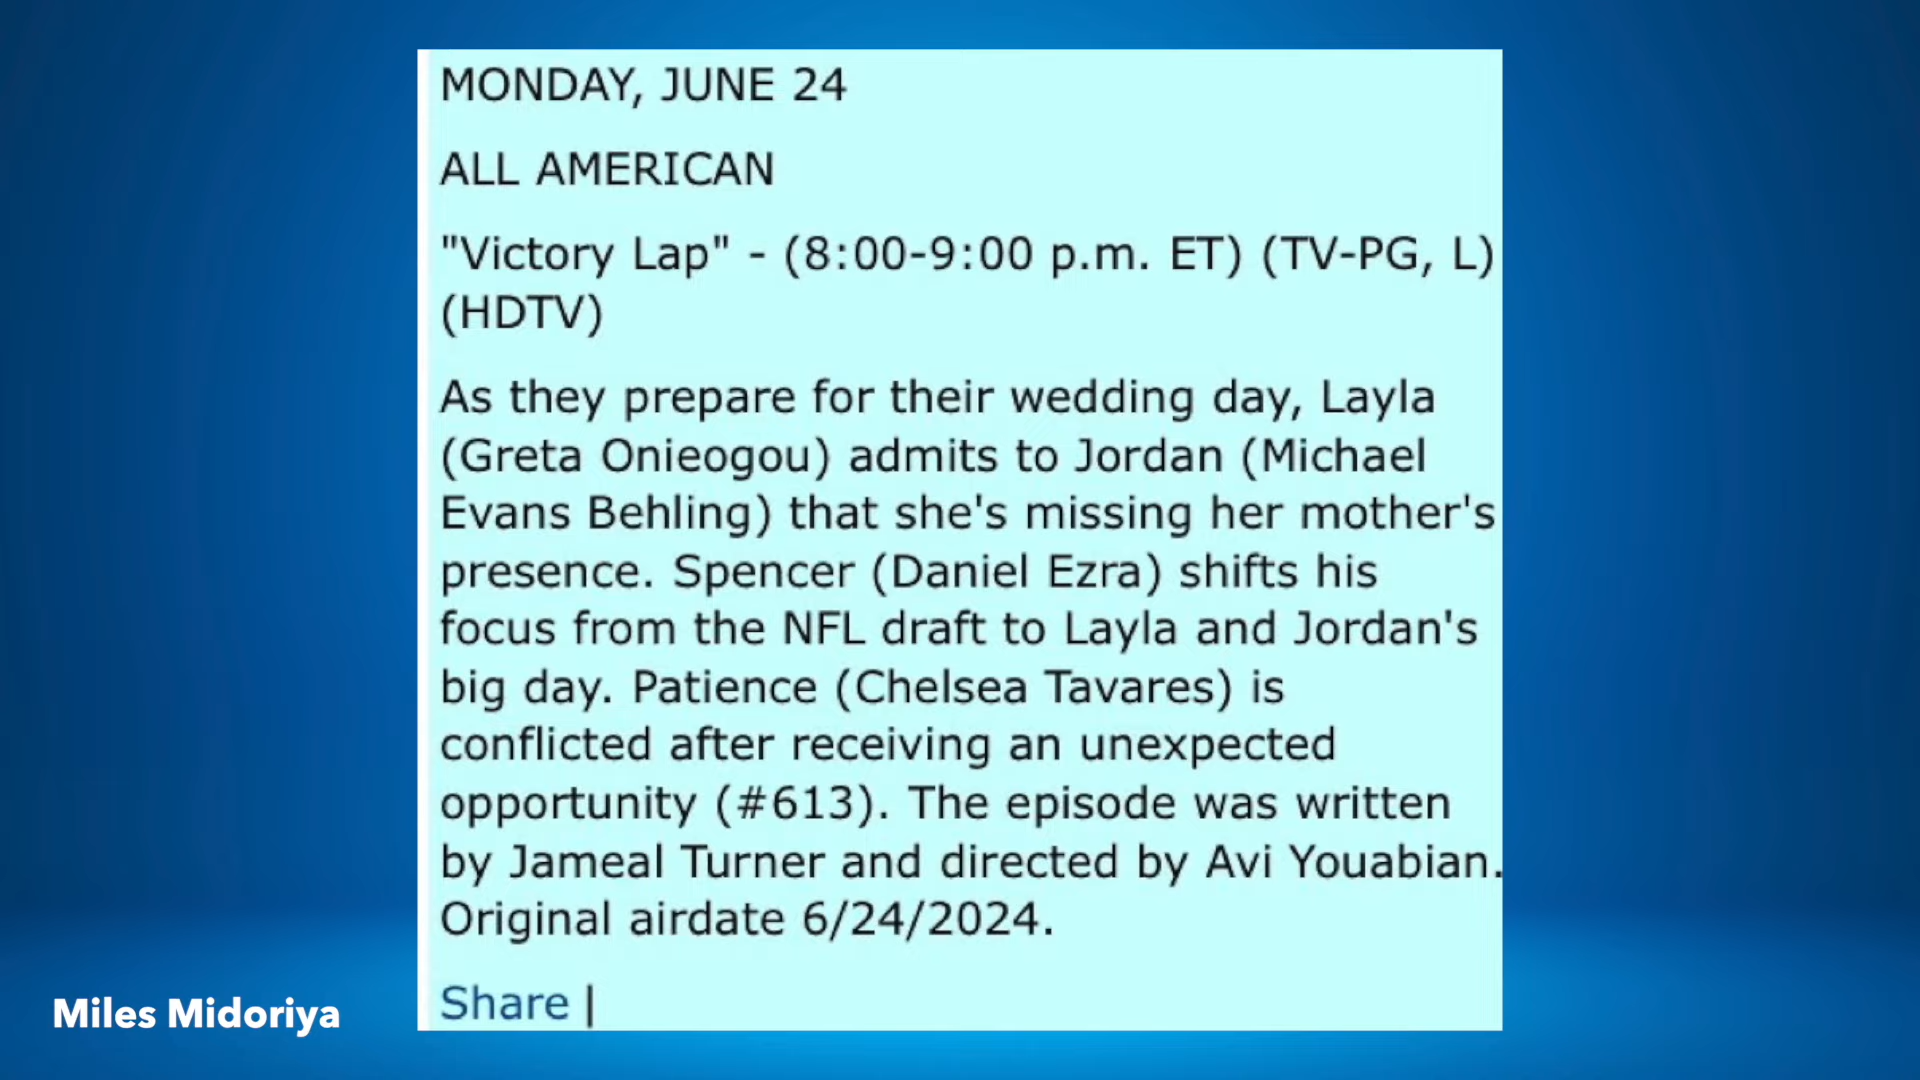 MONDAY, JUNE 24
ALL AMERICAN
"Victory Lap" - (8:00-9:00 p.m. ET) (TV-PG, L)
(HDTV)
As they prepare for their wedding day, Layla
(Greta Onieogou) admits to Jordan (Michael
Evans Behling) that she's missing her mother's
presence. Spencer (Daniel Ezra) shifts his
focus from the NFL draft to Layla and Jordan's
big day. Patience (Chelsea Tavares) is
conflicted after receiving an unexpected
opportunity (#613). The episode was written
by Jameal Turner and directed by Avi Youabian.
Original airdate 6/24/2024.
Share |
Miles Midoriya